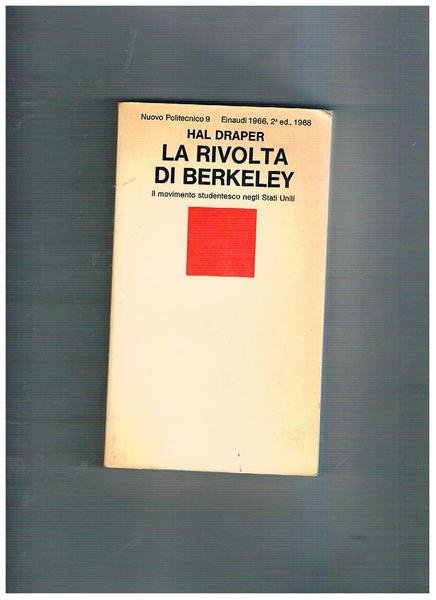 Nuovo Politecnico 9 Einaudi 1966, 2ª ed., 1968
HAL DRAPER
LA RIVOLTA
DI BERKELEY
Il movimento studentesco negli Stati Uniti